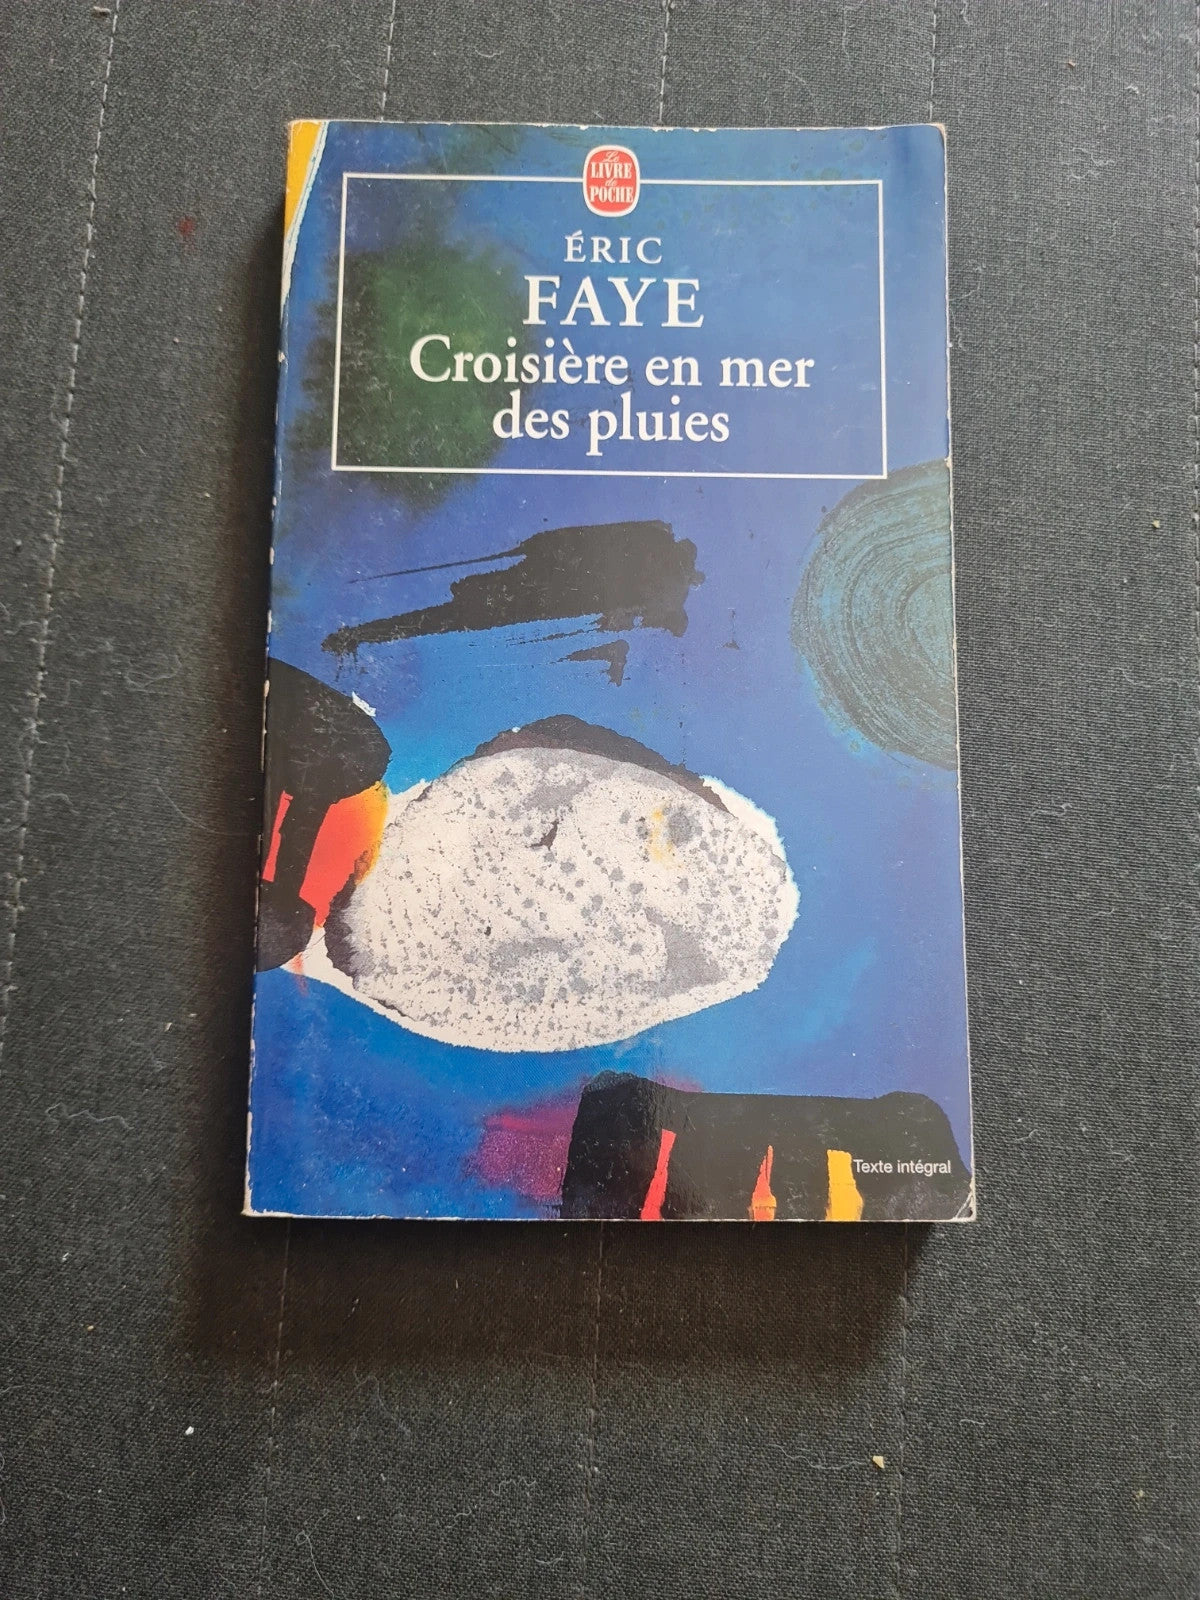 Le
LIVRE
de
POCHE
ÉRIC
FAYE
Croisière en mer
des pluies
Texte intégral